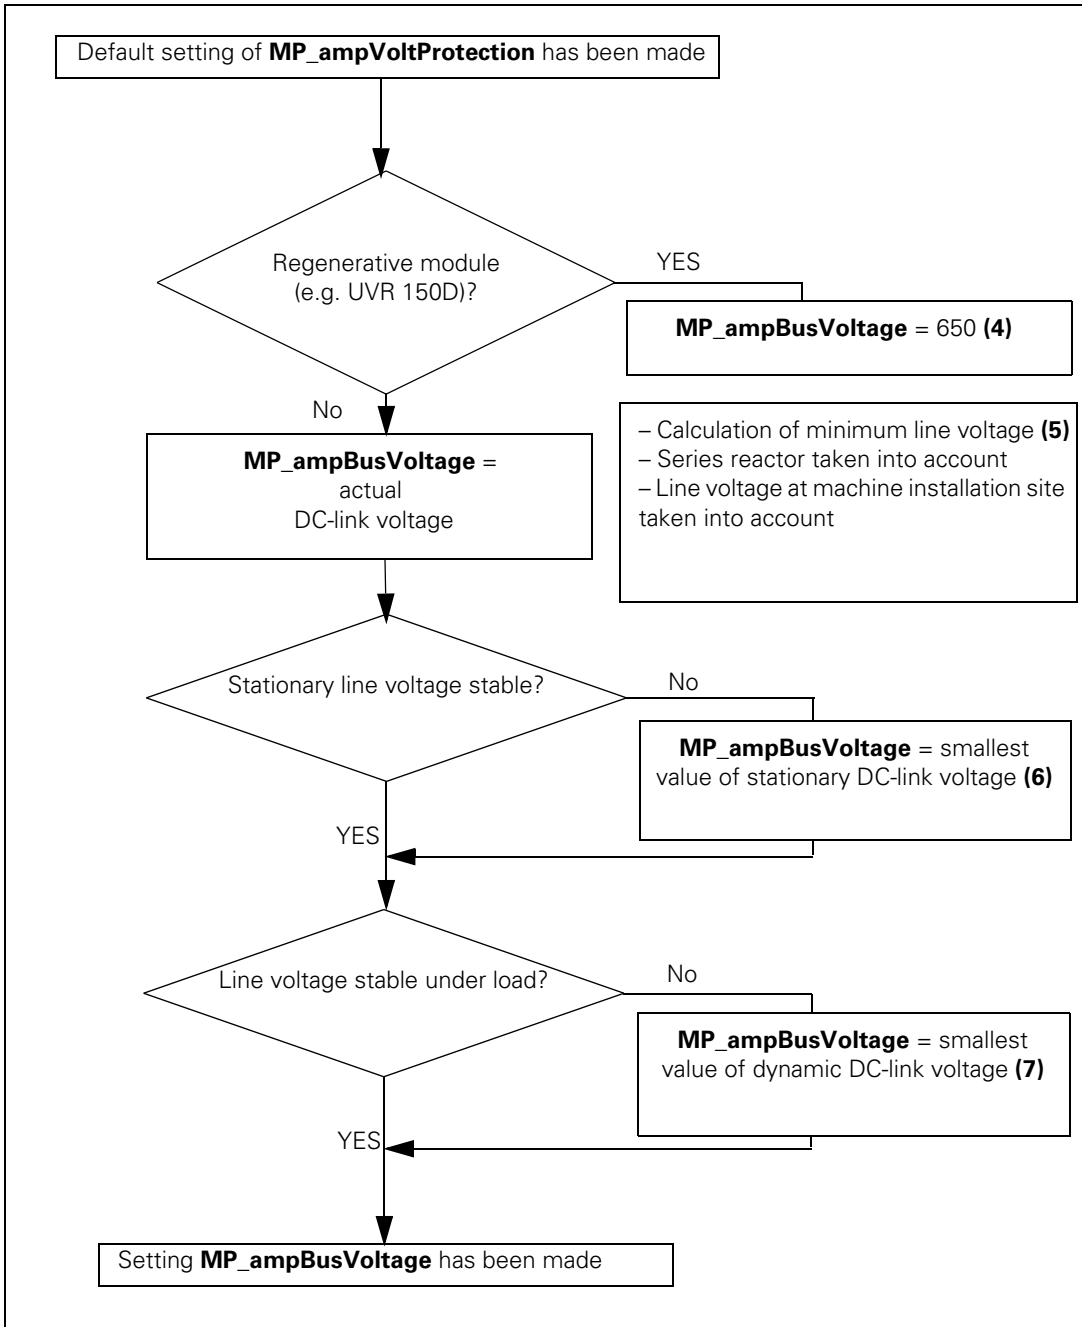 Default setting of MP_ampVoltProtection has been made
Regenerative module
(e.g. UVR 150D)?
YES
MP_ampBusVoltage = 650 (4)
No
MP_ampBusVoltage =
actual
DC-link voltage
– Calculation of minimum line voltage (5)
– Series reactor taken into account
– Line voltage at machine installation site
taken into account
Stationary line voltage stable?
No
MP_ampBusVoltage = smallest
value of stationary DC-link voltage (6)
YES
Line voltage stable under load?
No
MP_ampBusVoltage = smallest
value of dynamic DC-link voltage (7)
YES
Setting MP_ampBusVoltage has been made